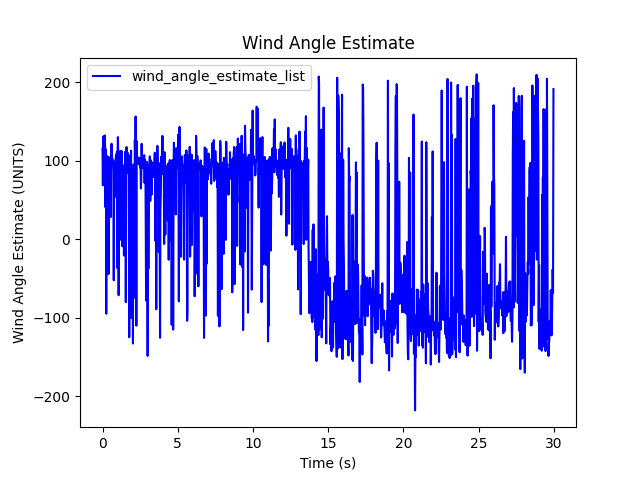 Wind Angle Estimate
wind_angle_estimate_list
Wind Angle Estimate (UNITS)
200
100
0
−100
−200
0 5 10 15 20 25 30
Time (s)